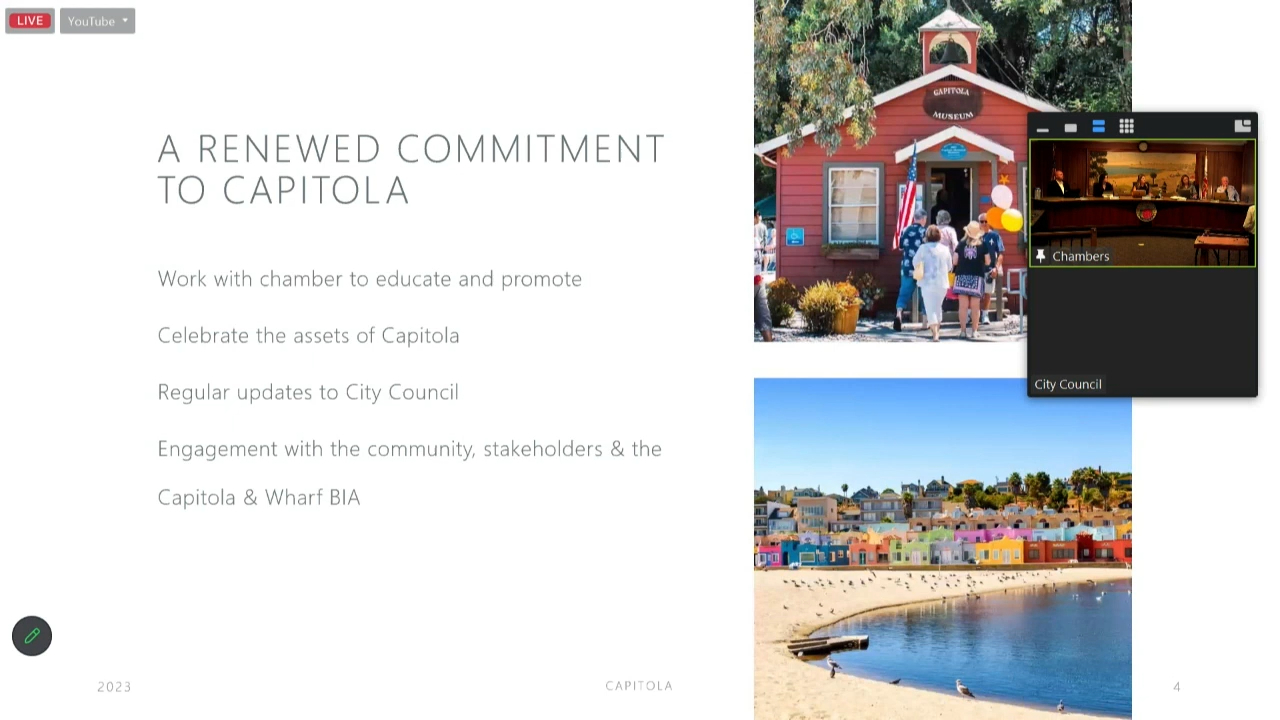 LIVE
YouTube
A RENEWED COMMITMENT
TO CAPITOLA
Work with chamber to educate and promote
Celebrate the assets of Capitola
Regular updates to City Council
Engagement with the community, stakeholders & the
Capitola & Wharf BIA
CAPITOLA
MUSEUM
Chambers
City Council
2023
CAPITOLA
4